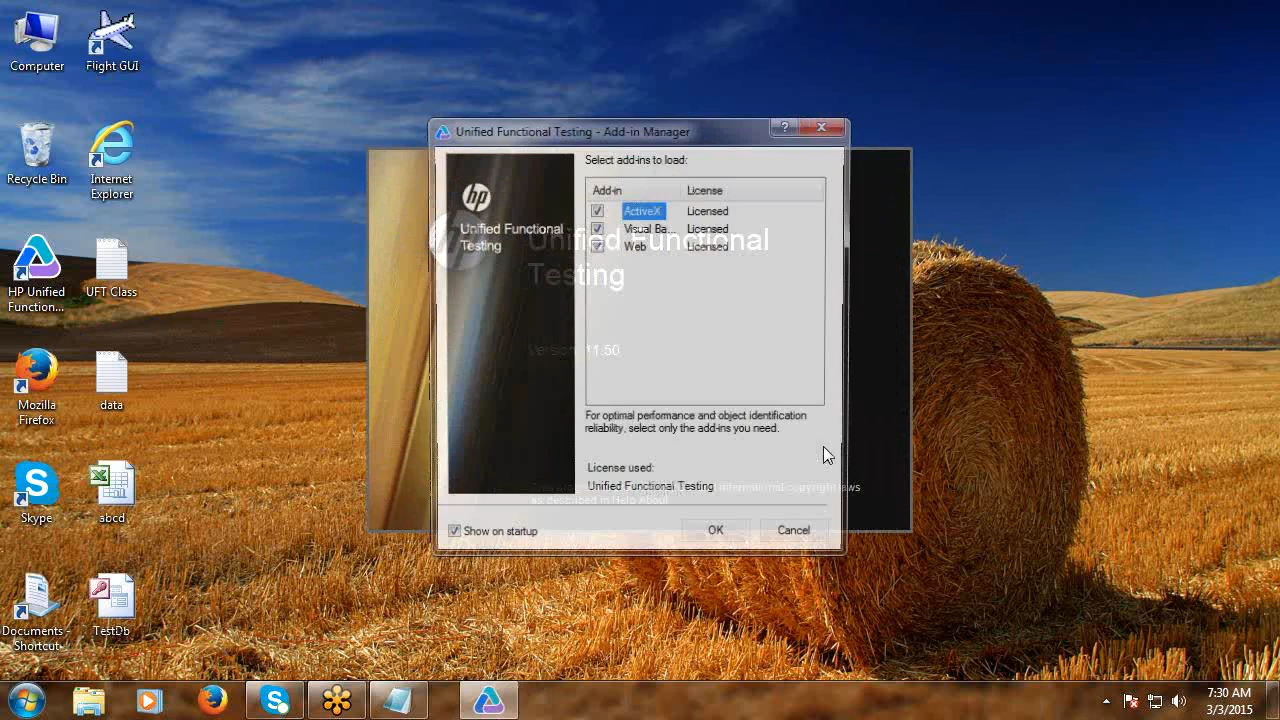 Computer
Flight GUI
Recycle Bin
Internet
Explorer
HP Unified
Function...
UFT Class
Mozilla
Firefox
data
Skype
abcd
Documents -
Shortcut
TestDb
Unified Functional Testing - Add-in Manager
hp
Unified Functional
Testing
Select add-ins to load:
Add-in License
ActiveX Licensed
Visual Ba... Licensed
Web Licensed
Unified Functional
Testing
Version 11.50
For optimal performance and object identification
reliability, select only the add-ins you need.
License used:
Unified Functional Testing
international copyright laws
as described in Help About
Show on startup
OK
Cancel
7:30 AM
3/3/2015